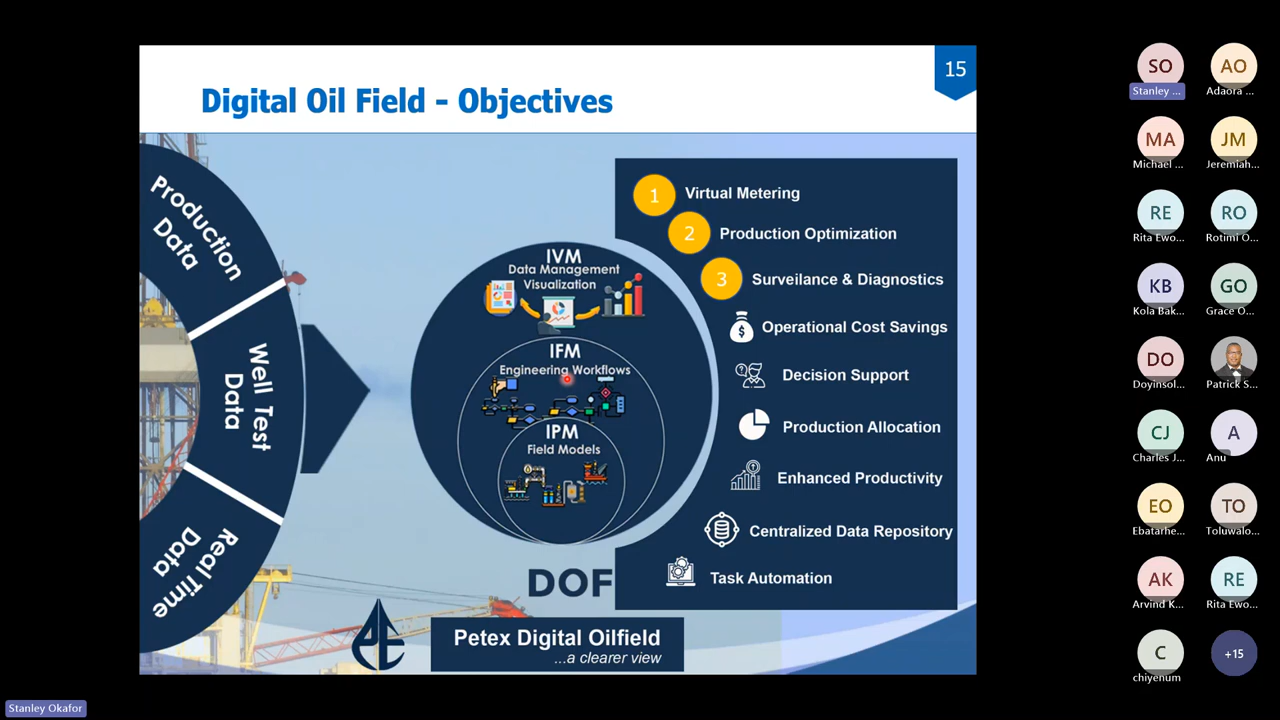 15
Digital Oil Field - Objectives
Production
Data
Well Test
Data
Real Time
Data
IVM
Data Management
Visualization
IFM
Engineering Workflows
IPM
Field Models
DOF
1 Virtual Metering
2 Production Optimization
3 Surveilance & Diagnostics
Operational Cost Savings
Decision Support
Production Allocation
Enhanced Productivity
Centralized Data Repository
Task Automation
Petex Digital Oilfield
...a clearer view
SO
Stanley ...
AO
Adaora ...
MA
Michael ...
JM
Jeremiah...
RE
Rita Ewo...
RO
Rotimi O...
KB
Kola Bak...
GO
Grace O...
DO
Doyinsol...
Patrick S...
CJ
Charles J...
A
Anu
EO
Ebatarhe...
TO
Toluwalo...
AK
Arvind K...
RE
Rita Ewo...
C
chiyenum
+15
Stanley Okafor